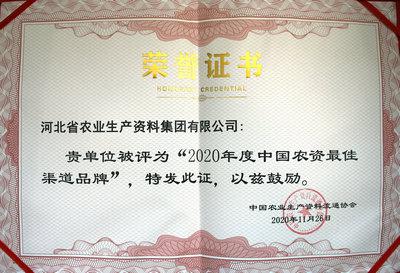 荣誉证书
HONORARY CREDENTIAL
河北省农业生产资料集团有限公司：
贵单位被评为“2020年度中国农资最佳
渠道品牌”，特发此证，以兹鼓励。
中国农业生产资料流通协会
2020年11月26日